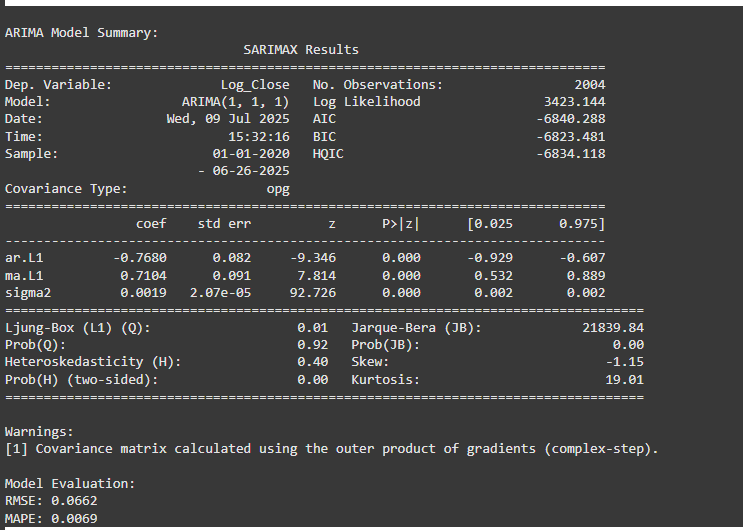 ARIMA Model Summary:
                               SARIMAX Results
==============================================================================
Dep. Variable:              Log_Close   No. Observations:                 2004
Model:                 ARIMA(1, 1, 1)   Log Likelihood                3423.144
Date:                Wed, 09 Jul 2025   AIC                          -6840.288
Time:                        15:32:16   BIC                          -6823.481
Sample:                    01-01-2020   HQIC                         -6834.118
                         - 06-26-2025
Covariance Type:                  opg
==============================================================================
                 coef    std err          z      P>|z|      [0.025      0.975]
------------------------------------------------------------------------------
ar.L1         -0.7680      0.082     -9.346      0.000      -0.929      -0.607
ma.L1          0.7104      0.091      7.814      0.000       0.532       0.889
sigma2         0.0019   2.07e-05     92.726      0.000       0.002       0.002
===================================================================================
Ljung-Box (L1) (Q):                   0.01   Jarque-Bera (JB):             21839.84
Prob(Q):                              0.92   Prob(JB):                         0.00
Heteroskedasticity (H):               0.40   Skew:                            -1.15
Prob(H) (two-sided):                  0.00   Kurtosis:                        19.01
===================================================================================
Warnings:
[1] Covariance matrix calculated using the outer product of gradients (complex-step).
Model Evaluation:
RMSE: 0.0662
MAPE: 0.0069